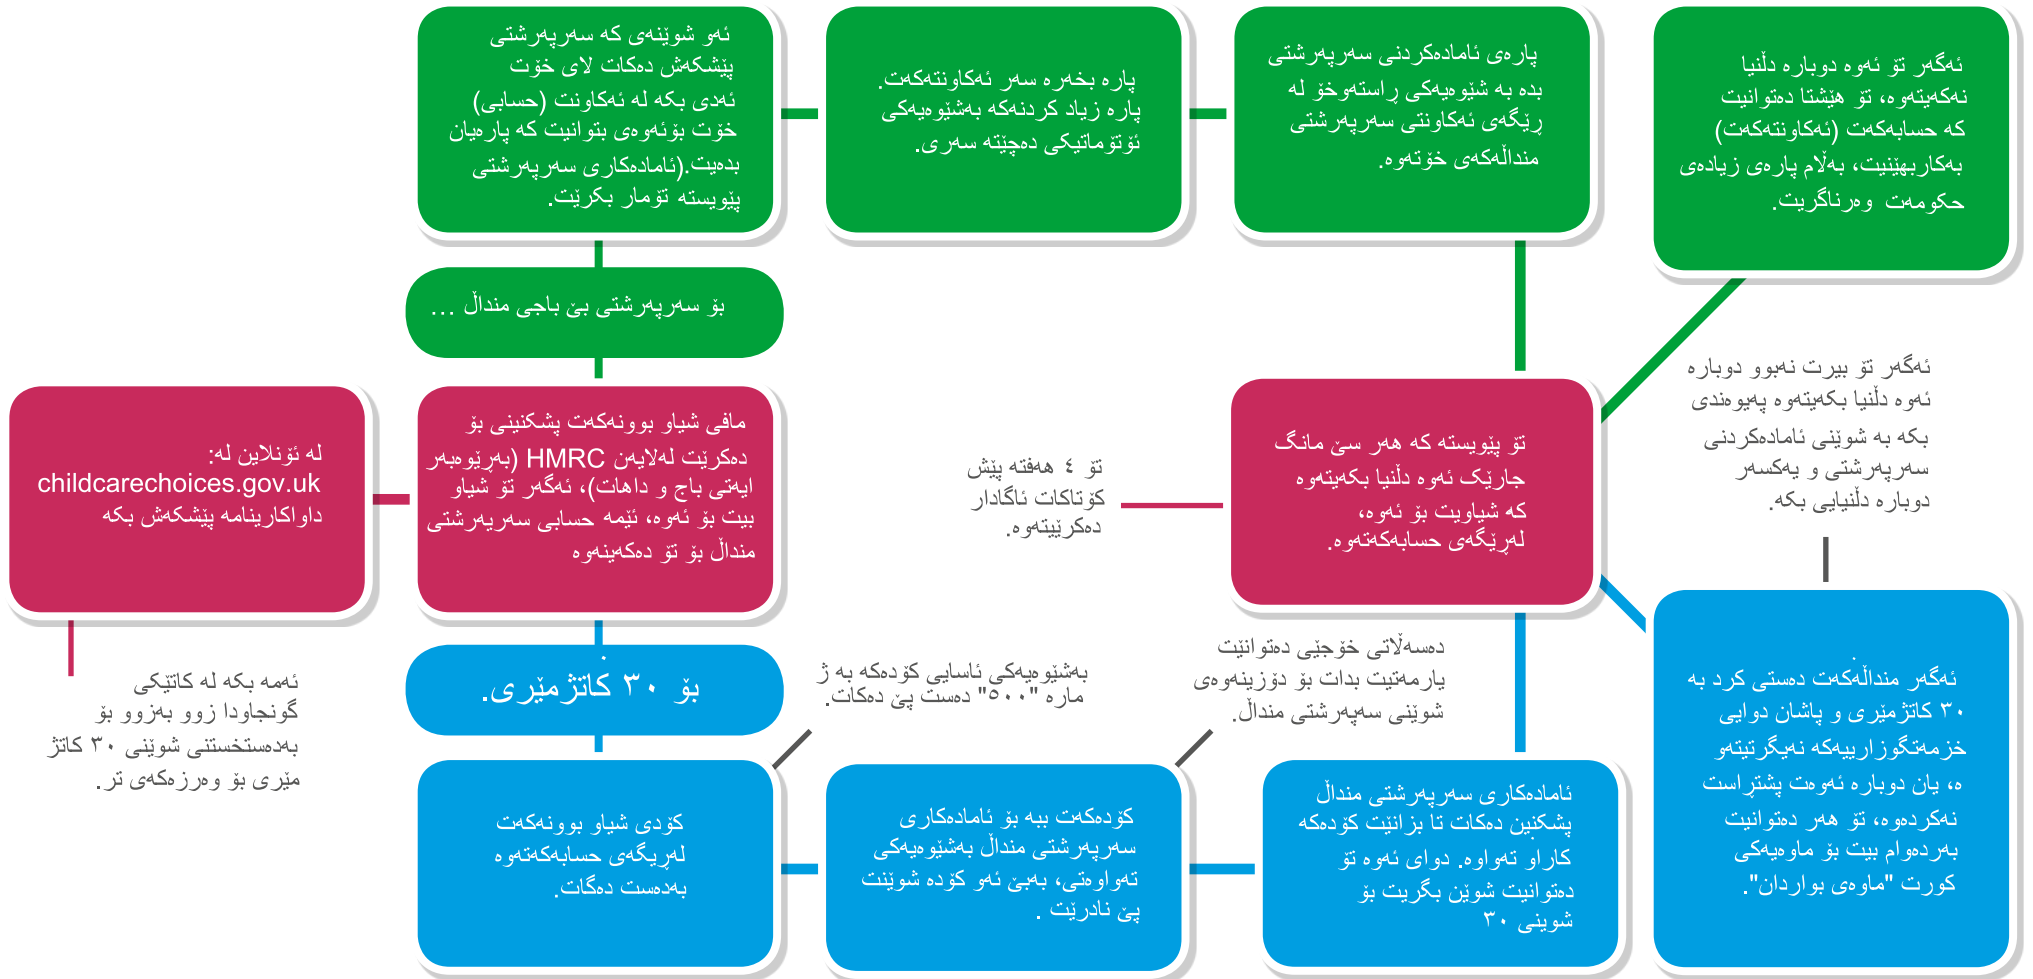 لە ئۆنلاین لە:
childcarechoices.gov.uk
داواکارینامە پێشکەش بکە
ئەمە بکە لە کاتێکی
گونجاودا زوو بەزوو بۆ
بەدەستخستنی شوێنی ٣٠ کاتژ
مێری بۆ وەرزەکەی تر.
مافی شیاو بوونەکەت پشکنینی بۆ
دەکرێت لەلایەن HMRC (بەڕێوەبەر
ایەتی باج و داهات)، ئەگەر تۆ شیاو
بیت بۆ ئەوە، ئێمە حسابی سەرپەرشتی
منداڵ بۆ تۆ دەکەینەوە
بۆ سەرپەرشتی بێ باجی منداڵ ...
ئەو شوێنەی کە سەرپەرشتی
پێشکەش دەکات لای خۆت
ئەدی بکە لە ئەکاونت (حسابی)
خۆت بۆئەوەی بتوانیت کە پارەیان
بدەیت.(ئامادەکاری سەرپەرشتی
پێویستە تۆمار بکرێت.
پارە بخەرە سەر ئەکاونتەکەت.
پارە زیاد کردنەکە بەشێوەیەکی
ئۆتۆماتیکی دەچێتە سەری.
پارەی ئامادەکردنی سەرپەرشتی
بدە بە شێوەیەکی ڕاستەوخۆ لە
ڕێگەی ئەکاونتی سەرپەرشتی
منداڵەکەی خۆتەوە.
ئەگەر تۆ ئەوە دوبارە دڵنیا
نەکەیتەوە، تۆ هێشتا دەتوانیت
کە حسابەکەت (ئەکاونتەکەت)
بەکاربهێنیت، بەڵام پارەی زیادەی
حکومەت وەرناگریت.
تۆ پێویستە کە هەر سێ مانگ
جارێک ئەوە دڵنیا بکەیتەوە
کە شیاویت بۆ ئەوە،
لەڕێگەی حسابەکەتەوە.
تۆ ٤ هەفتە پێش
کۆتاکات ئاگادار
دەکرێیتەوە.
ئەگەر تۆ بیرت نەبوو دوبارە
ئەوە دڵنیا بکەیتەوە پەیوەندی
بکە بە شوێنی ئامادەکردنی
سەرپەرشتی و یەکسەر
دوبارە دڵنیایی بکە.
بۆ ٣٠ کاتژمێری.
کۆدی شیاو بوونەکەت
لەڕیگەی حسابەکەتەوە
بەدەست دەگات.
بەشێوەیەکی ئاسایی کۆدەکە بە ژ
مارە "٥٠٠" دەست پێ دەکات.
کۆدەکەت ببە بۆ ئامادەکاری
سەرپەرشتی منداڵ بەشێوەیەکی
تەواوەتی، بەبێ ئەو کۆدە شوێنت
پێ نادرێت .
دەسەڵاتی خۆجێی دەتوانێت
یارمەتیت بدات بۆ دۆزینەوەی
شوێنی سەپەرشتی منداڵ.
ئامادەکاری سەرپەرشتی منداڵ
پشکنین دەکات تا بزانێت کۆدەکە
کاراو تەواوە. دوای ئەوە تۆ
دەتوانیت شوێن بگریت بۆ
شوینی ٣٠
ئەگەر منداڵەکەت دەستی کرد بە
٣٠ کاتژمێری و پاشان دوایی
خزمەتگوزارییەکە نەیگرتیتەو
ە، یان دوبارە ئەوەت پشتڕاست
نەکردەوە، تۆ هەر دەتوانیت
بەردەوام بیت بۆ ماوەیەکی
کورت "ماوەی بواردان".